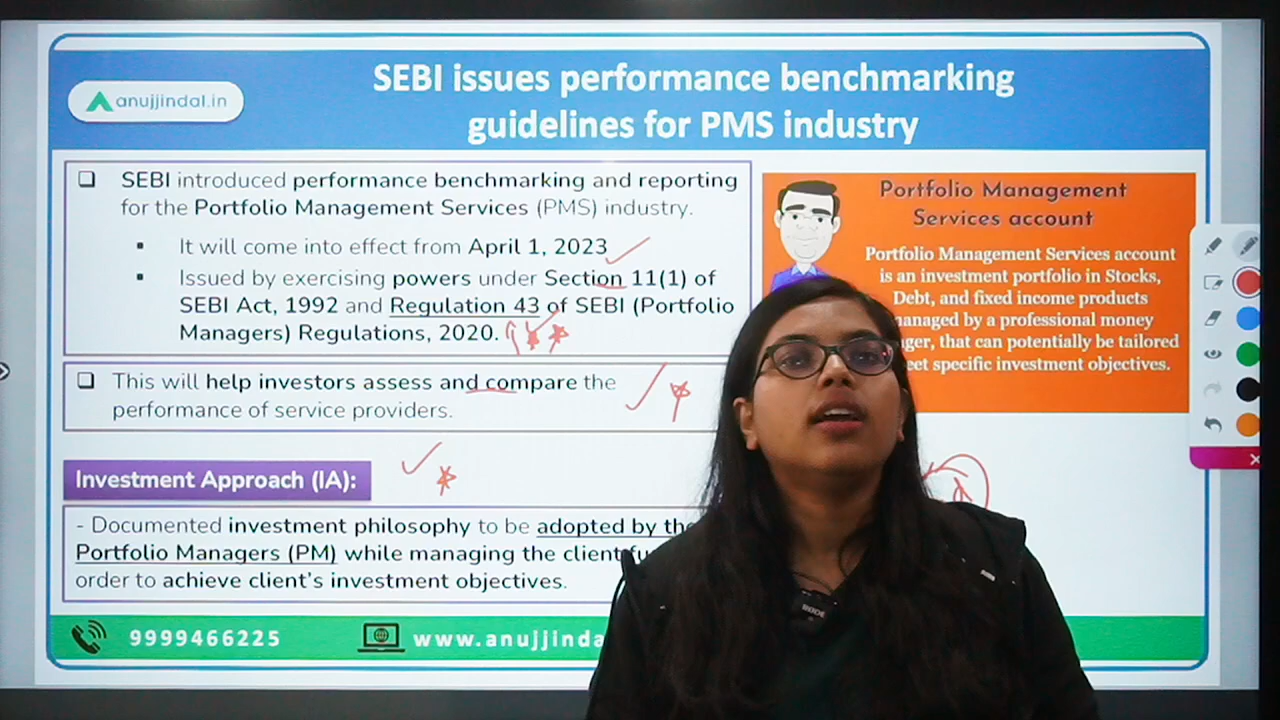 SEBI issues performance benchmarking
guidelines for PMS industry
anujjindal.in
SEBI introduced performance benchmarking and reporting
for the Portfolio Management Services (PMS) industry.
It will come into effect from April 1, 2023
Issued by exercising powers under Section 11(1) of
SEBI Act, 1992 and Regulation 43 of SEBI (Portfolio
Managers) Regulations, 2020.
This will help investors assess and compare the
performance of service providers.
Investment Approach (IA):
- Documented investment philosophy to be adopted by the
Portfolio Managers (PM) while managing the client fu
order to achieve client's investment objectives.
Portfolio Management
Services account
Portfolio Management Services account
is an investment portfolio in Stocks,
Debt, and fixed income products
anaged by a professional money
ger, that can potentially be tailored
eet specific investment objectives.
9999466225
www.anujjinda